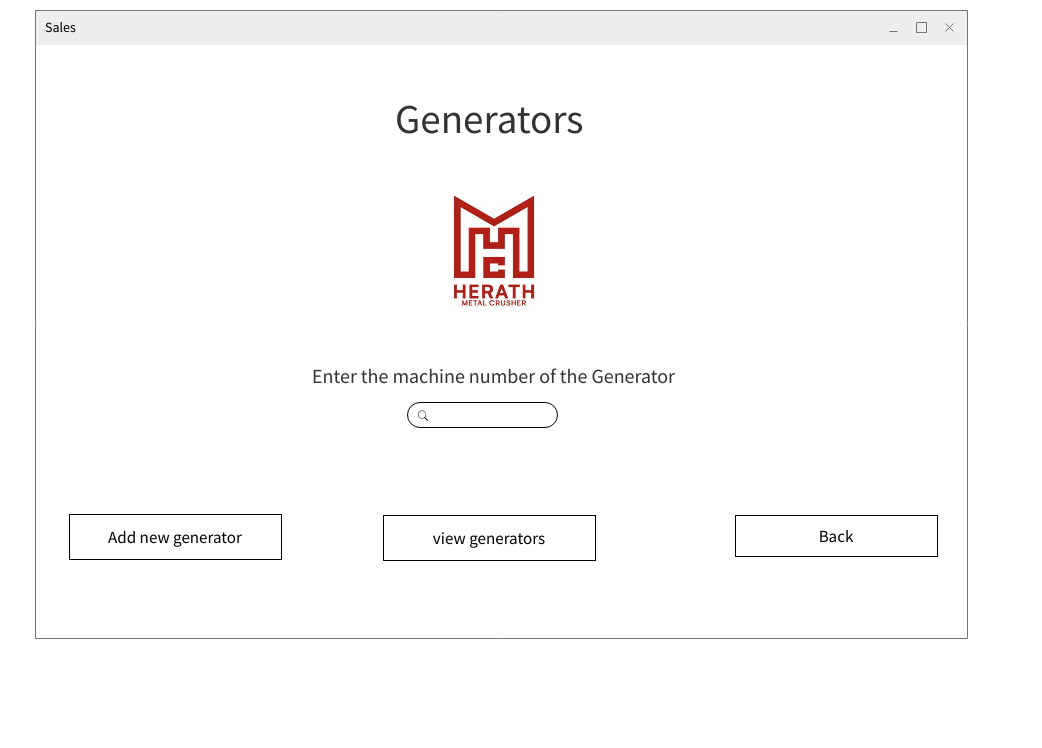 Sales
Generators
HERATH
METAL CRUSHER
Enter the machine number of the Generator
Add new generator
view generators
Back